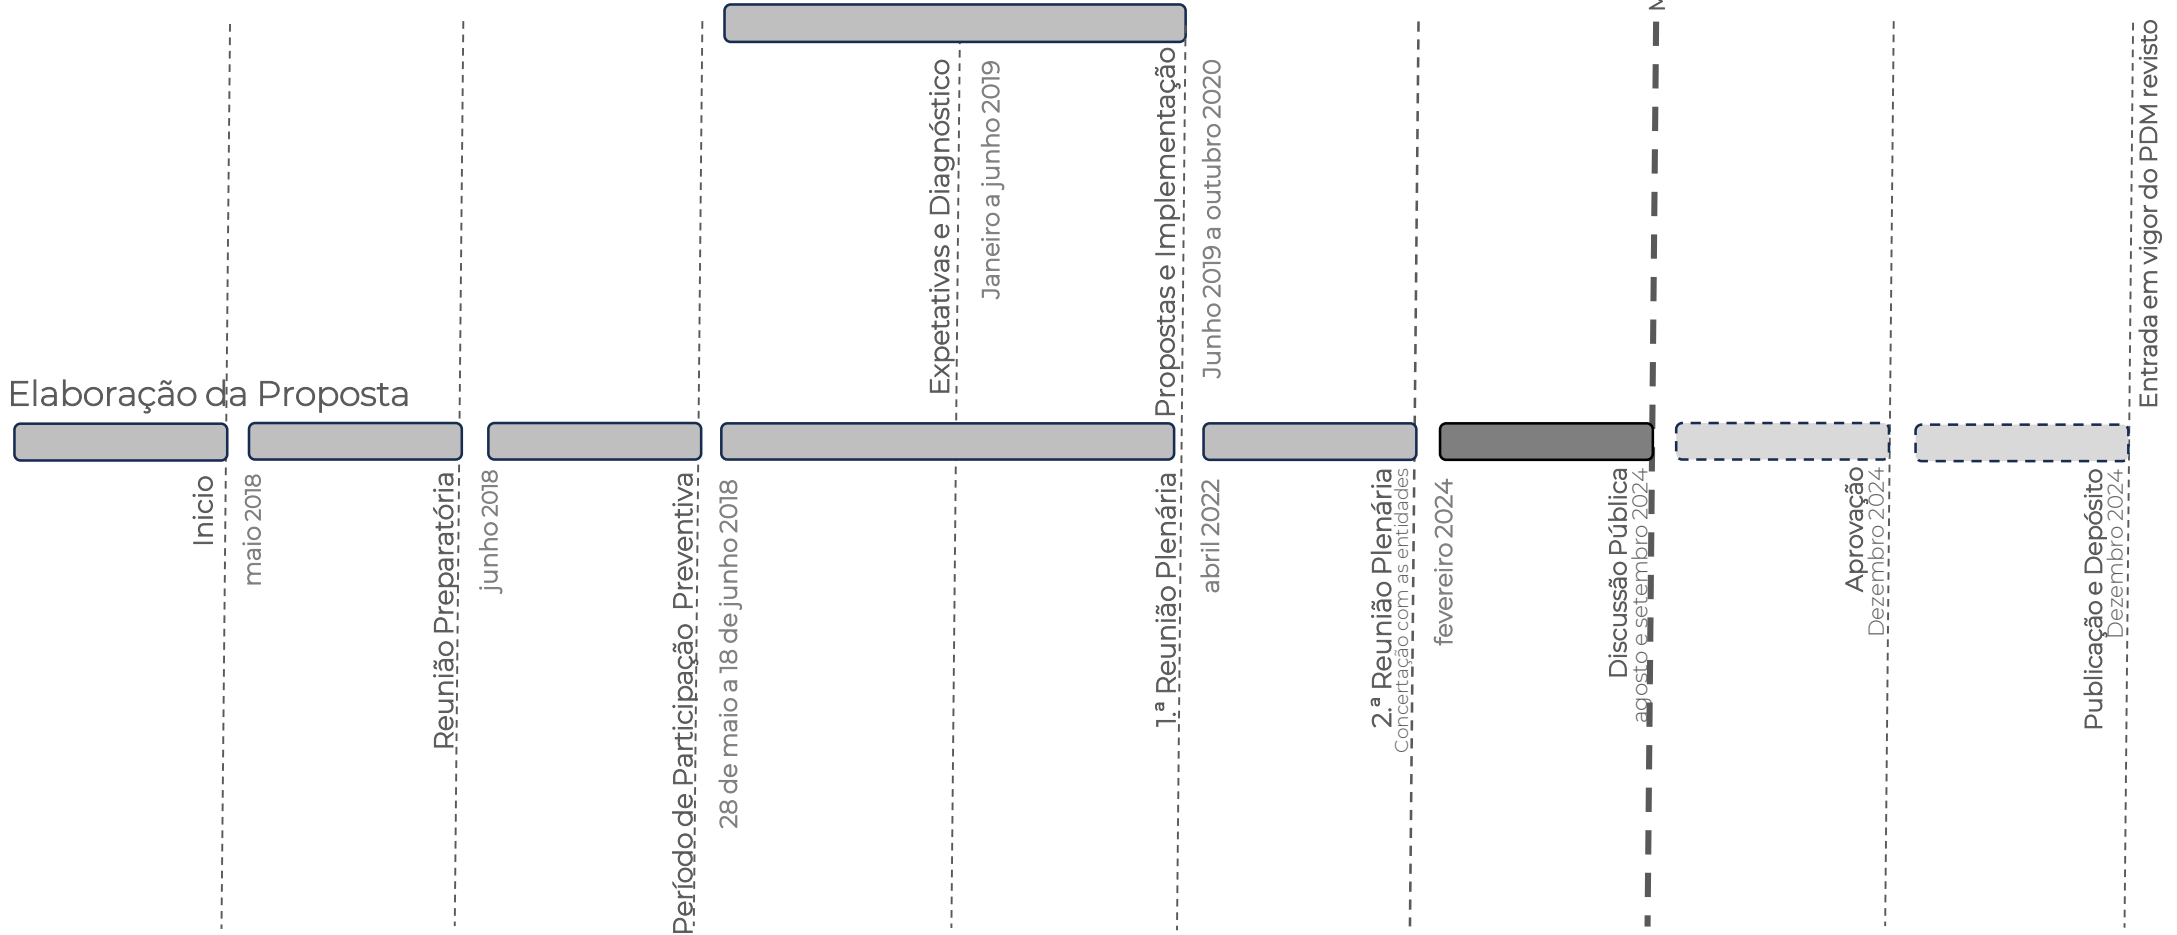 Expetativas e Diagnóstico
Janeiro a junho 2019
Propostas e Implementação
Junho 2019 a outubro 2020
Entrada em vigor do PDM revisto
Elaboração da Proposta
Inicio
maio 2018
Reunião Preparatória
junho 2018
Período de Participação Preventiva
28 de maio a 18 de junho 2018
1.ª Reunião Plenária
abril 2022
2.ª Reunião Plenária
Concertação com as entidades
fevereiro 2024
Discussão Pública
agosto e setembro 2024
Aprovação
Dezembro 2024
Publicação e Depósito
Dezembro 2024